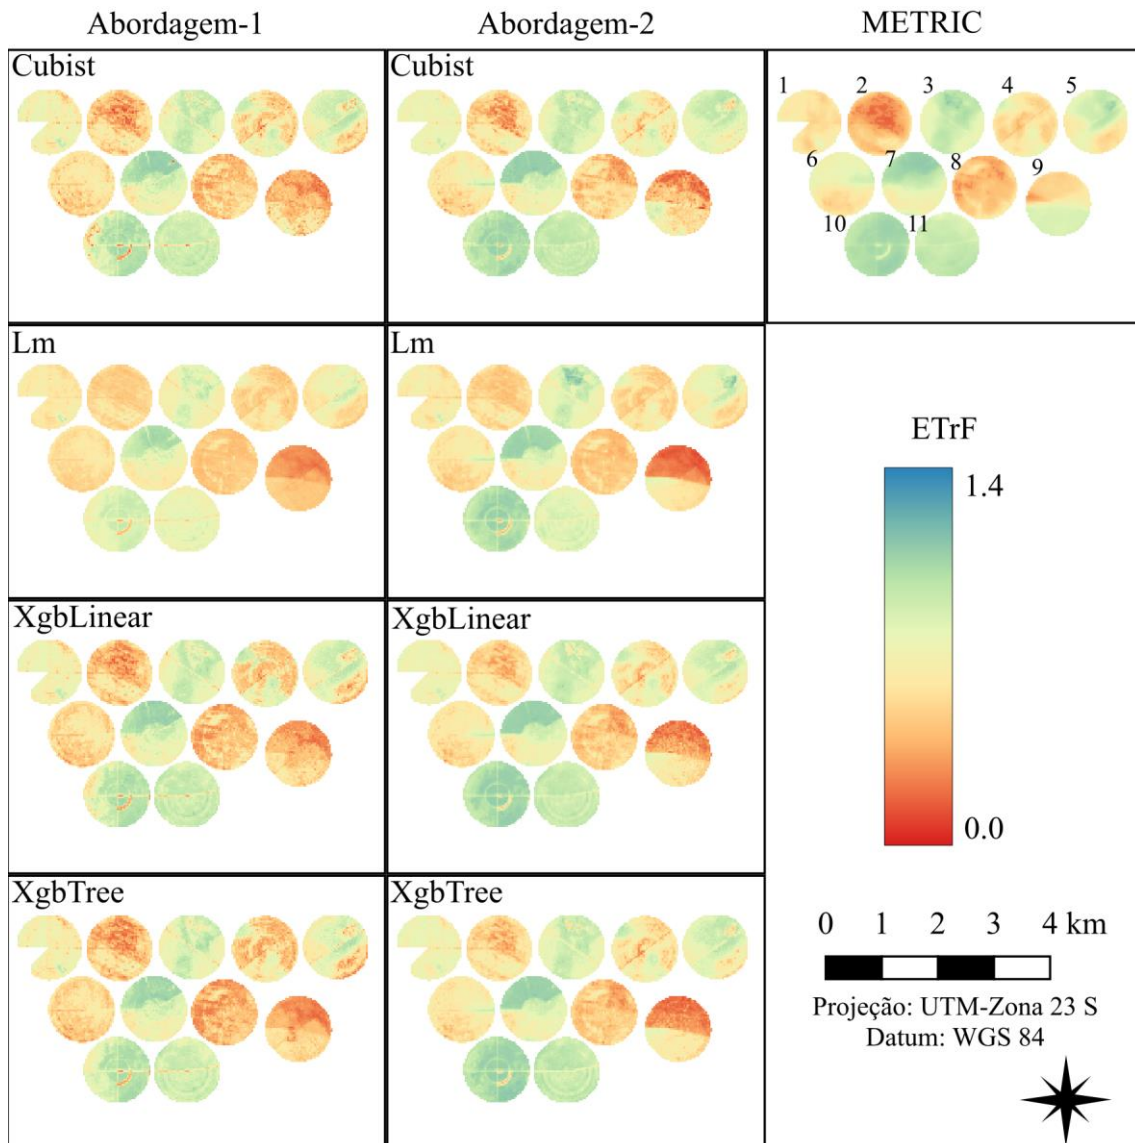 Abordagem-1
Abordagem-2
METRIC
Cubist
Cubist
1
2
3
4
5
6
7
8
9
10
11
Lm
Lm
ETrF
1.4
0.0
XgbLinear
XgbLinear
XgbTree
XgbTree
0 1 2 3 4 km
Projeção: UTM-Zona 23 S
Datum: WGS 84